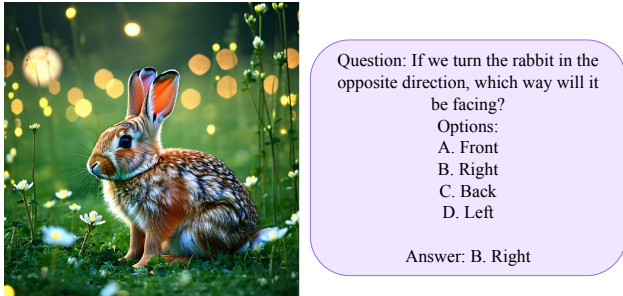 Question: If we turn the rabbit in the
opposite direction, which way will it
be facing?
Options:
A. Front
B. Right
C. Back
D. Left
Answer: B. Right